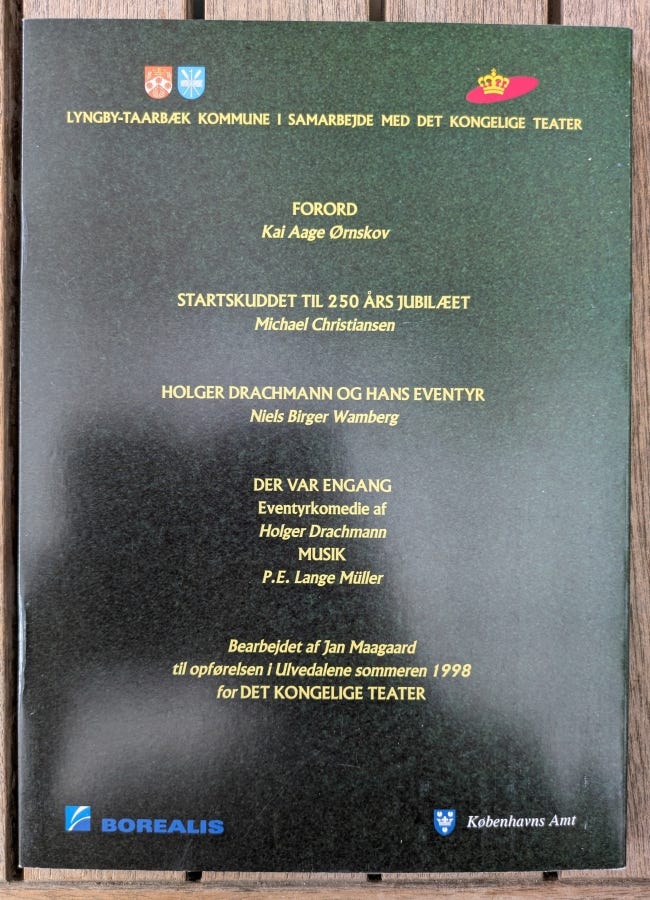 LYNGBY-TAARBÆK KOMMUNE I SAMARBEJDE MED DET KONGELIGE TEATER
FORORD
Kai Aage Ørnskov
STARTSKUDDET TIL 250 ÅRS JUBILÆET
Michael Christiansen
HOLGER DRACHMANN OG HANS EVENTYR
Niels Birger Wamberg
DER VAR ENGANG
Eventyrkomedie af
Holger Drachmann
MUSIK
P.E. Lange Müller
Bearbejdet af Jan Maagaard
til opførelsen i Ulvedalene sommeren 1998
for DET KONGELIGE TEATER
BOREALIS
Københavns Amt